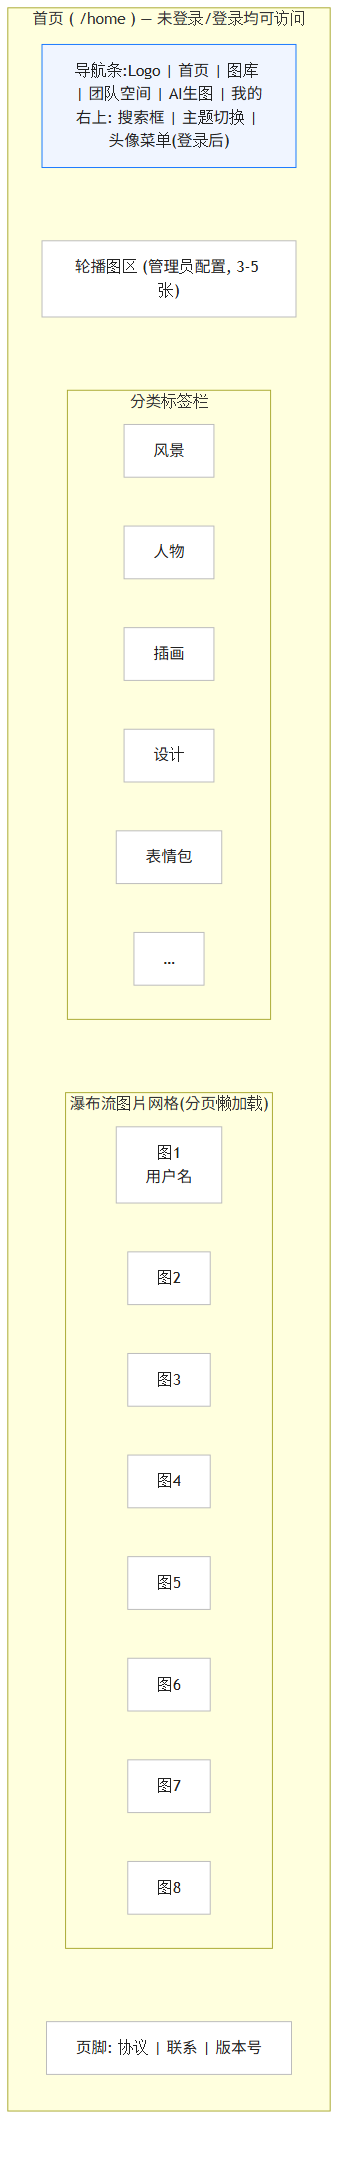 首页 ( /home ) — 未登录/登录均可访问
导航条:Logo | 首页 | 图库
| 团队空间 | AI生图 | 我的
右上: 搜索框 | 主题切换 |
头像菜单(登录后)
轮播图区 (管理员配置, 3-5
张)
分类标签栏
风景
人物
插画
设计
表情包
...
瀑布流图片网格(分页懒加载)
图1
用户名
图2
图3
图4
图5
图6
图7
图8
页脚: 协议 | 联系 | 版本号